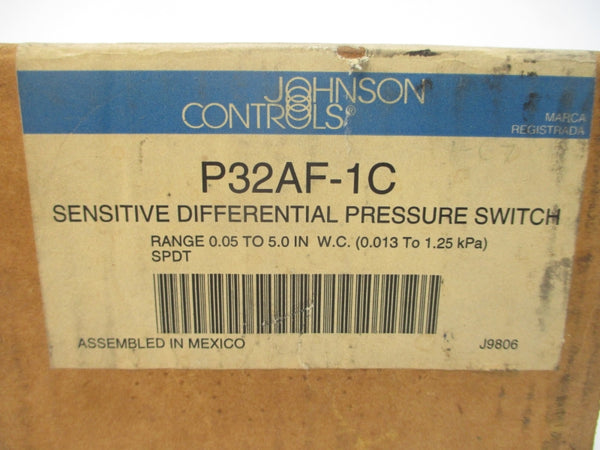 JOHNSON
CONTROLS®
MARCA
REGISTRADA
P32AF-1C
SENSITIVE DIFFERENTIAL PRESSURE SWITCH
RANGE 0.05 TO 5.0 IN W.C. (0.013 To 1.25 kPa)
SPDT
ASSEMBLED IN MEXICO J9806